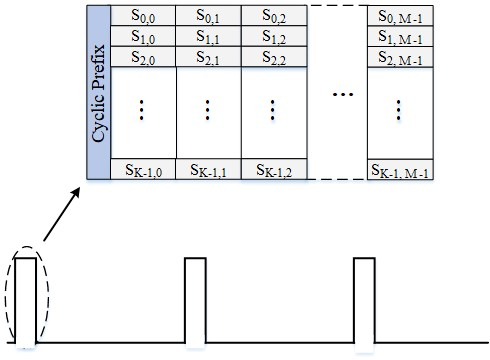 Cyclic Prefix
S0,0 S0,1 S0,2 S0, M-1
S1,0 S1,1 S1,2 ... S1, M-1
S2,0 S2,1 S2,2 S2, M-1
SK-1,0 SK-1,1 SK-1,2 SK-1, M-1